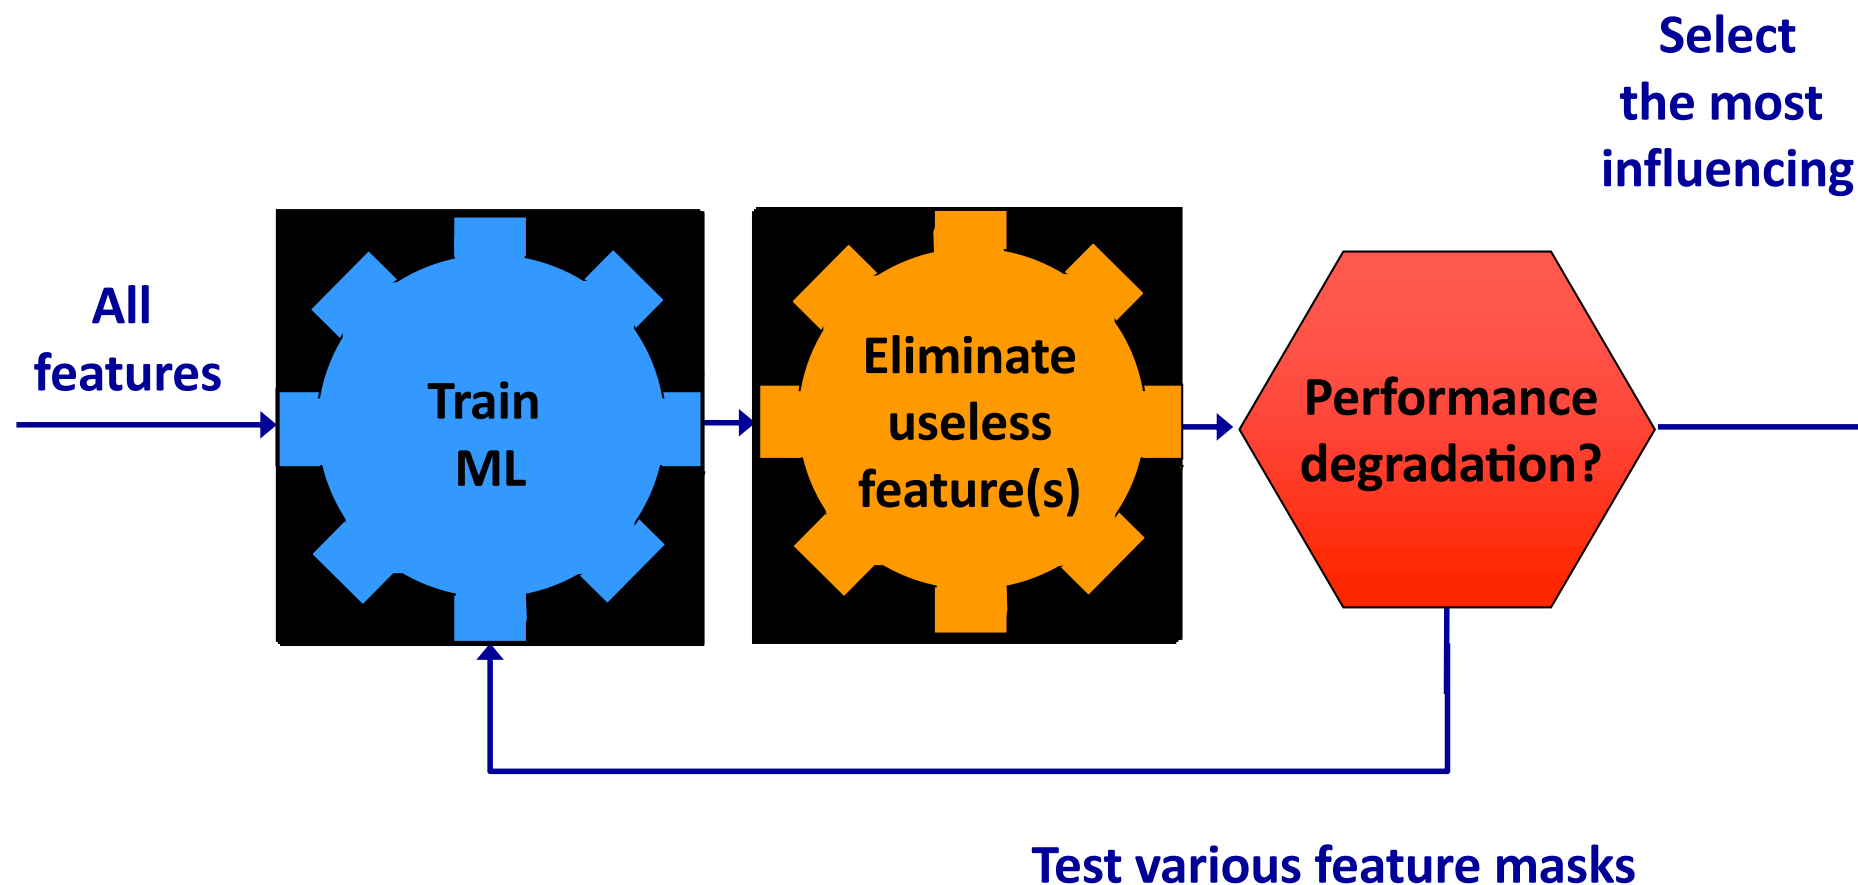 Select
the most
influencing
All
features
Train
ML
Eliminate
useless
feature(s)
Performance
degradation?
Test various feature masks